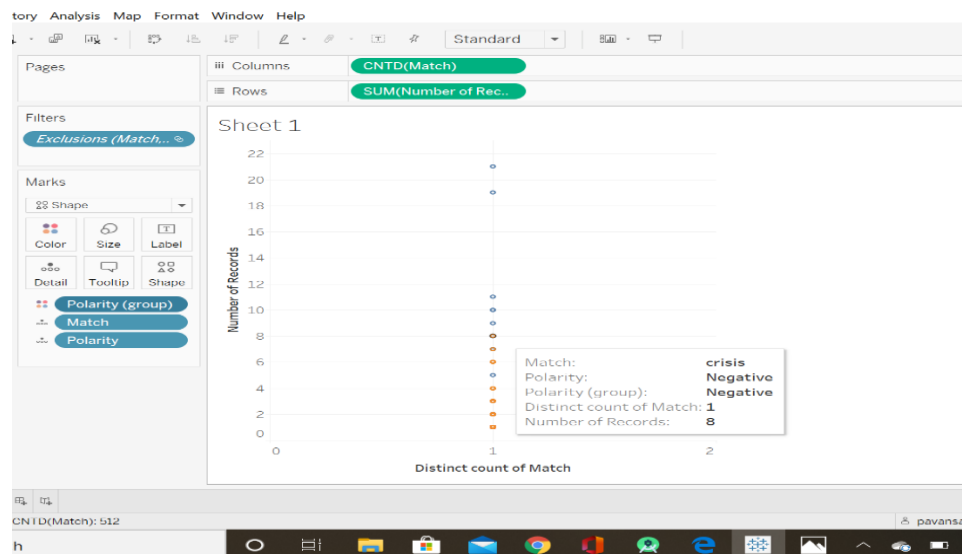 tory Analysis Map Format Window Help
Standard
Pages
iii Columns CNTD(Match)
Rows SUM(Number of Rec..
Filters
Exclusions (Match,..
Sheet 1
Marks
Shape
Color Size Label
Detail Tooltip Shape
Polarity (group)
Match
Polarity
22
20
18
16
14
12
10
8
6
4
2
0
Number of Records
0 1 2
Distinct count of Match
Match: crisis
Polarity: Negative
Polarity (group): Negative
Distinct count of Match: 1
Number of Records: 8
CNTD(Match): 512
pavansa
h